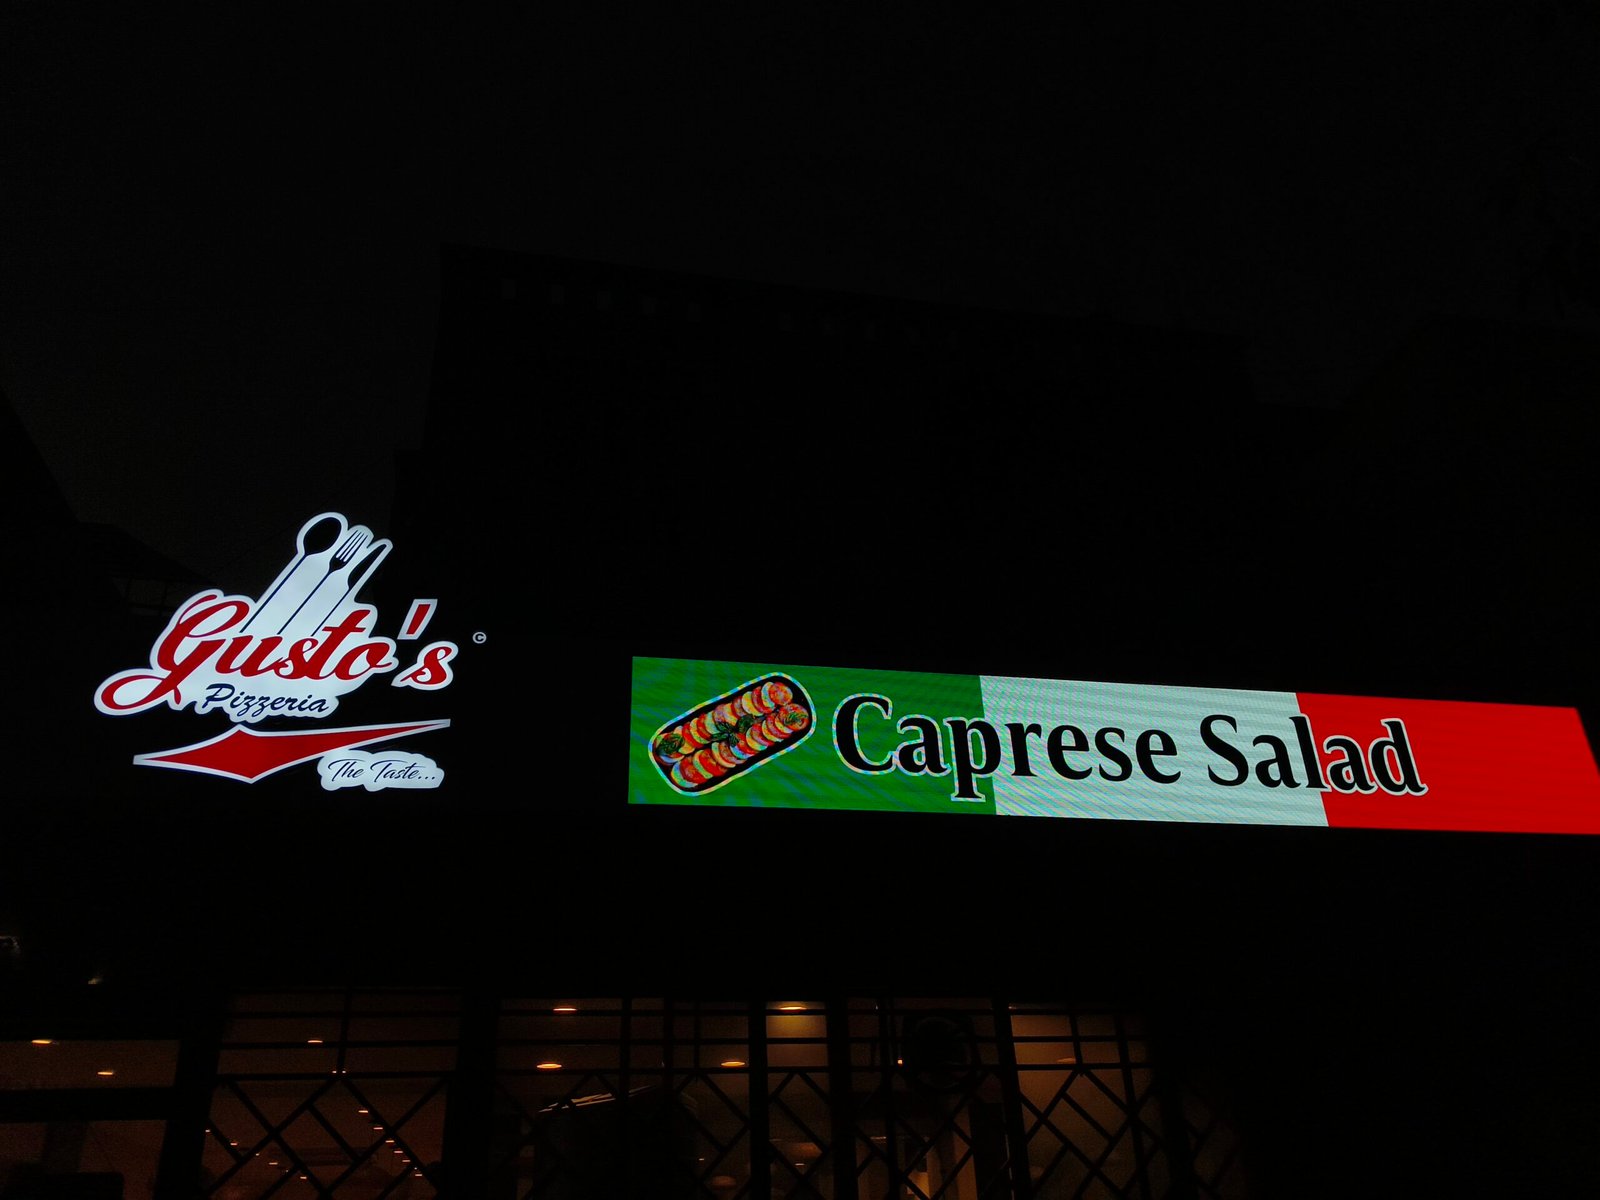 Gusto's ©
Pizzeria
The Taste...
Caprese Salad